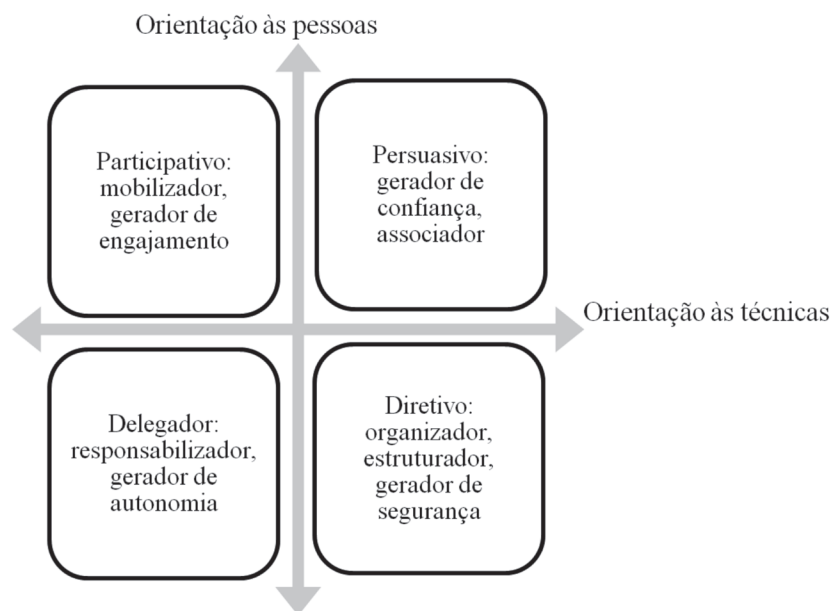 Orientação às pessoas
Participativo:
mobilizador,
gerador de
engajamento
Persuasivo:
gerador de
confiança,
associador
Orientação às técnicas
Delegador:
responsabilizador,
gerador de
autonomia
Diretivo:
organizador,
estruturador,
gerador de
segurança